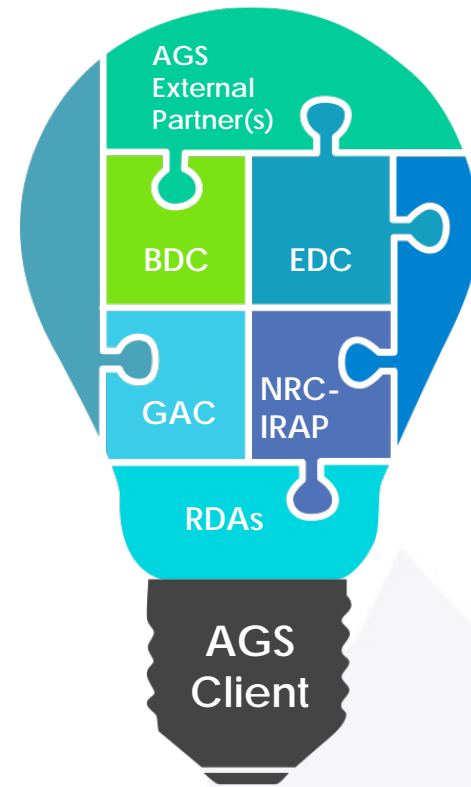 AGS
External
Partner(s)
BDC
EDC
GAC
NRC-
IRAP
RDAs
AGS
Client